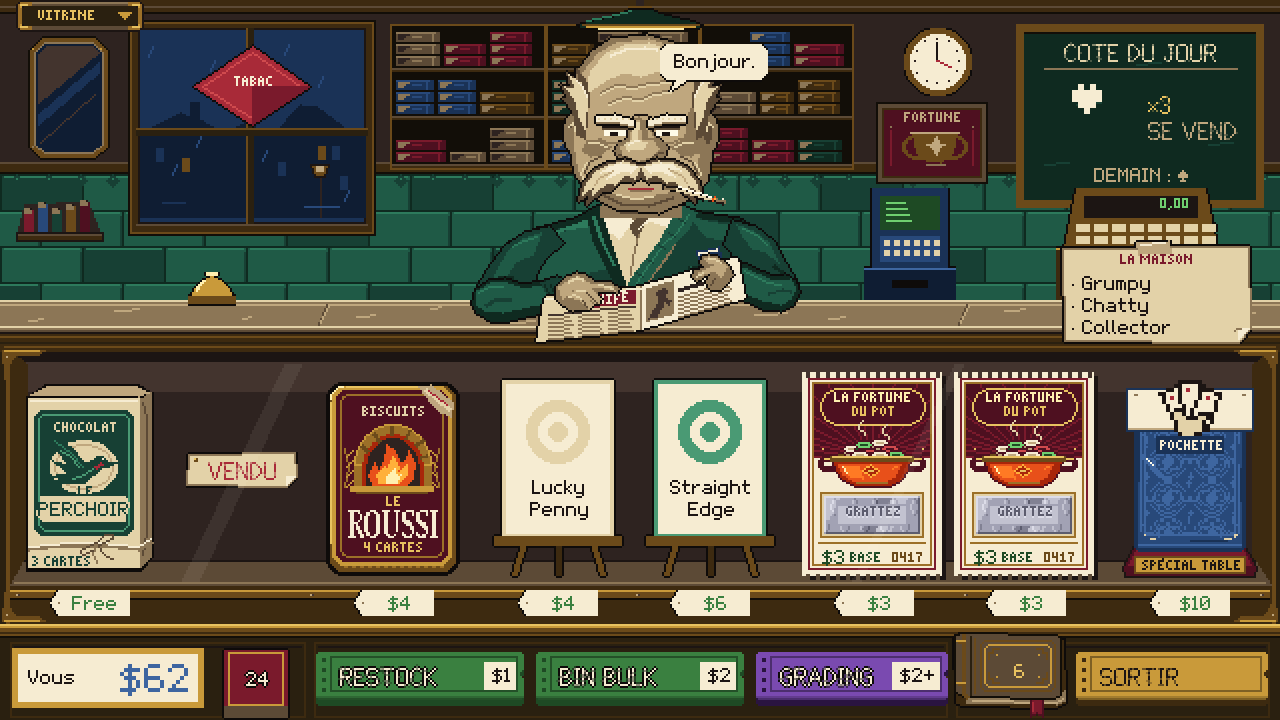 VITRINE
TABAC
Bonjour.
FORTUNE
COTE DU JOUR
x3
SE VEND
DEMAIN : ♠
0,00
LA MAISON
· Grumpy
· Chatty
· Collector
CHOCOLAT
LE
PERCHOIR
3 CARTES
VENDU
BISCUITS
LE
ROUSSI
4 CARTES
Lucky
Penny
Straight
Edge
LA FORTUNE
DU POT
GRATTEZ
$3 BASE 0417
LA FORTUNE
DU POT
GRATTEZ
$3 BASE 0417
POCHETTE
SPÉCIAL TABLE
Free
$4
$4
$6
$3
$3
$10
Vous $62
24
RESTOCK $1
BIN BULK $2
GRADING $2+
6
SORTIR